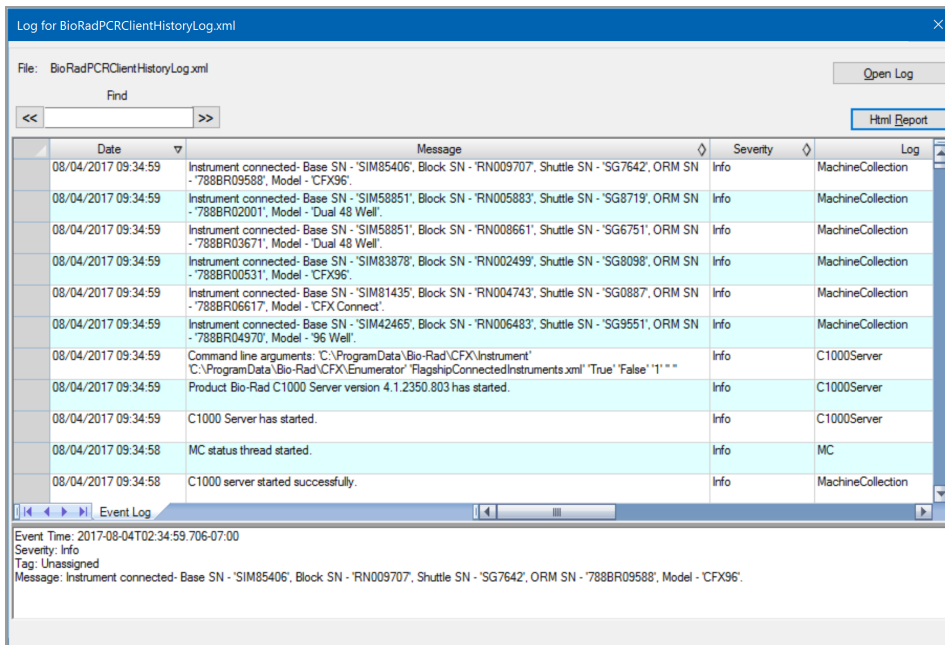 Log for BioRadPCRClientHistoryLog.xml
File: BioRadPCRClientHistoryLog.xml
Open Log
Find
<< >>
Html Report
Date Message Severity Log
08/04/2017 09:34:59 Instrument connected- Base SN - 'SIM85406', Block SN - 'RN009707', Shuttle SN - 'SG7642', ORM SN Info MachineCollection
- '788BR09588', Model - 'CFX96'.
08/04/2017 09:34:59 Instrument connected- Base SN - 'SIM58851', Block SN - 'RN005883', Shuttle SN - 'SG8719', ORM SN Info MachineCollection
- '788BR02001', Model - 'Dual 48 Well'.
08/04/2017 09:34:59 Instrument connected- Base SN - 'SIM58851', Block SN - 'RN008661', Shuttle SN - 'SG6751', ORM SN Info MachineCollection
- '788BR03671', Model - 'Dual 48 Well'.
08/04/2017 09:34:59 Instrument connected- Base SN - 'SIM83878', Block SN - 'RN002499', Shuttle SN - 'SG8098', ORM SN Info MachineCollection
- '788BR00531', Model - 'CFX96'.
08/04/2017 09:34:59 Instrument connected- Base SN - 'SIM81435', Block SN - 'RN004743', Shuttle SN - 'SG0887', ORM SN Info MachineCollection
- '788BR06617', Model - 'CFX Connect'.
08/04/2017 09:34:59 Instrument connected- Base SN - 'SIM42465', Block SN - 'RN006483', Shuttle SN - 'SG9551', ORM SN Info MachineCollection
- '788BR04970', Model - '96 Well'.
08/04/2017 09:34:59 Command line arguments: 'C:\ProgramData\Bio-Rad\CFX\Instrument' Info C1000Server
'C:\ProgramData\Bio-Rad\CFX\Enumerator' 'FlagshipConnectedInstruments.xml' 'True' 'False' '1' '' ''
08/04/2017 09:34:59 Product Bio-Rad C1000 Server version 4.1.2350.803 has started. Info C1000Server
08/04/2017 09:34:59 C1000 Server has started. Info C1000Server
08/04/2017 09:34:58 MC status thread started. Info MC
08/04/2017 09:34:58 C1000 server started successfully. Info MachineCollection
Event Log
Event Time: 2017-08-04T02:34:59.706-07:00
Severity: Info
Tag: Unassigned
Message: Instrument connected- Base SN - 'SIM85406', Block SN - 'RN009707', Shuttle SN - 'SG7642', ORM SN - '788BR09588', Model - 'CFX96'.